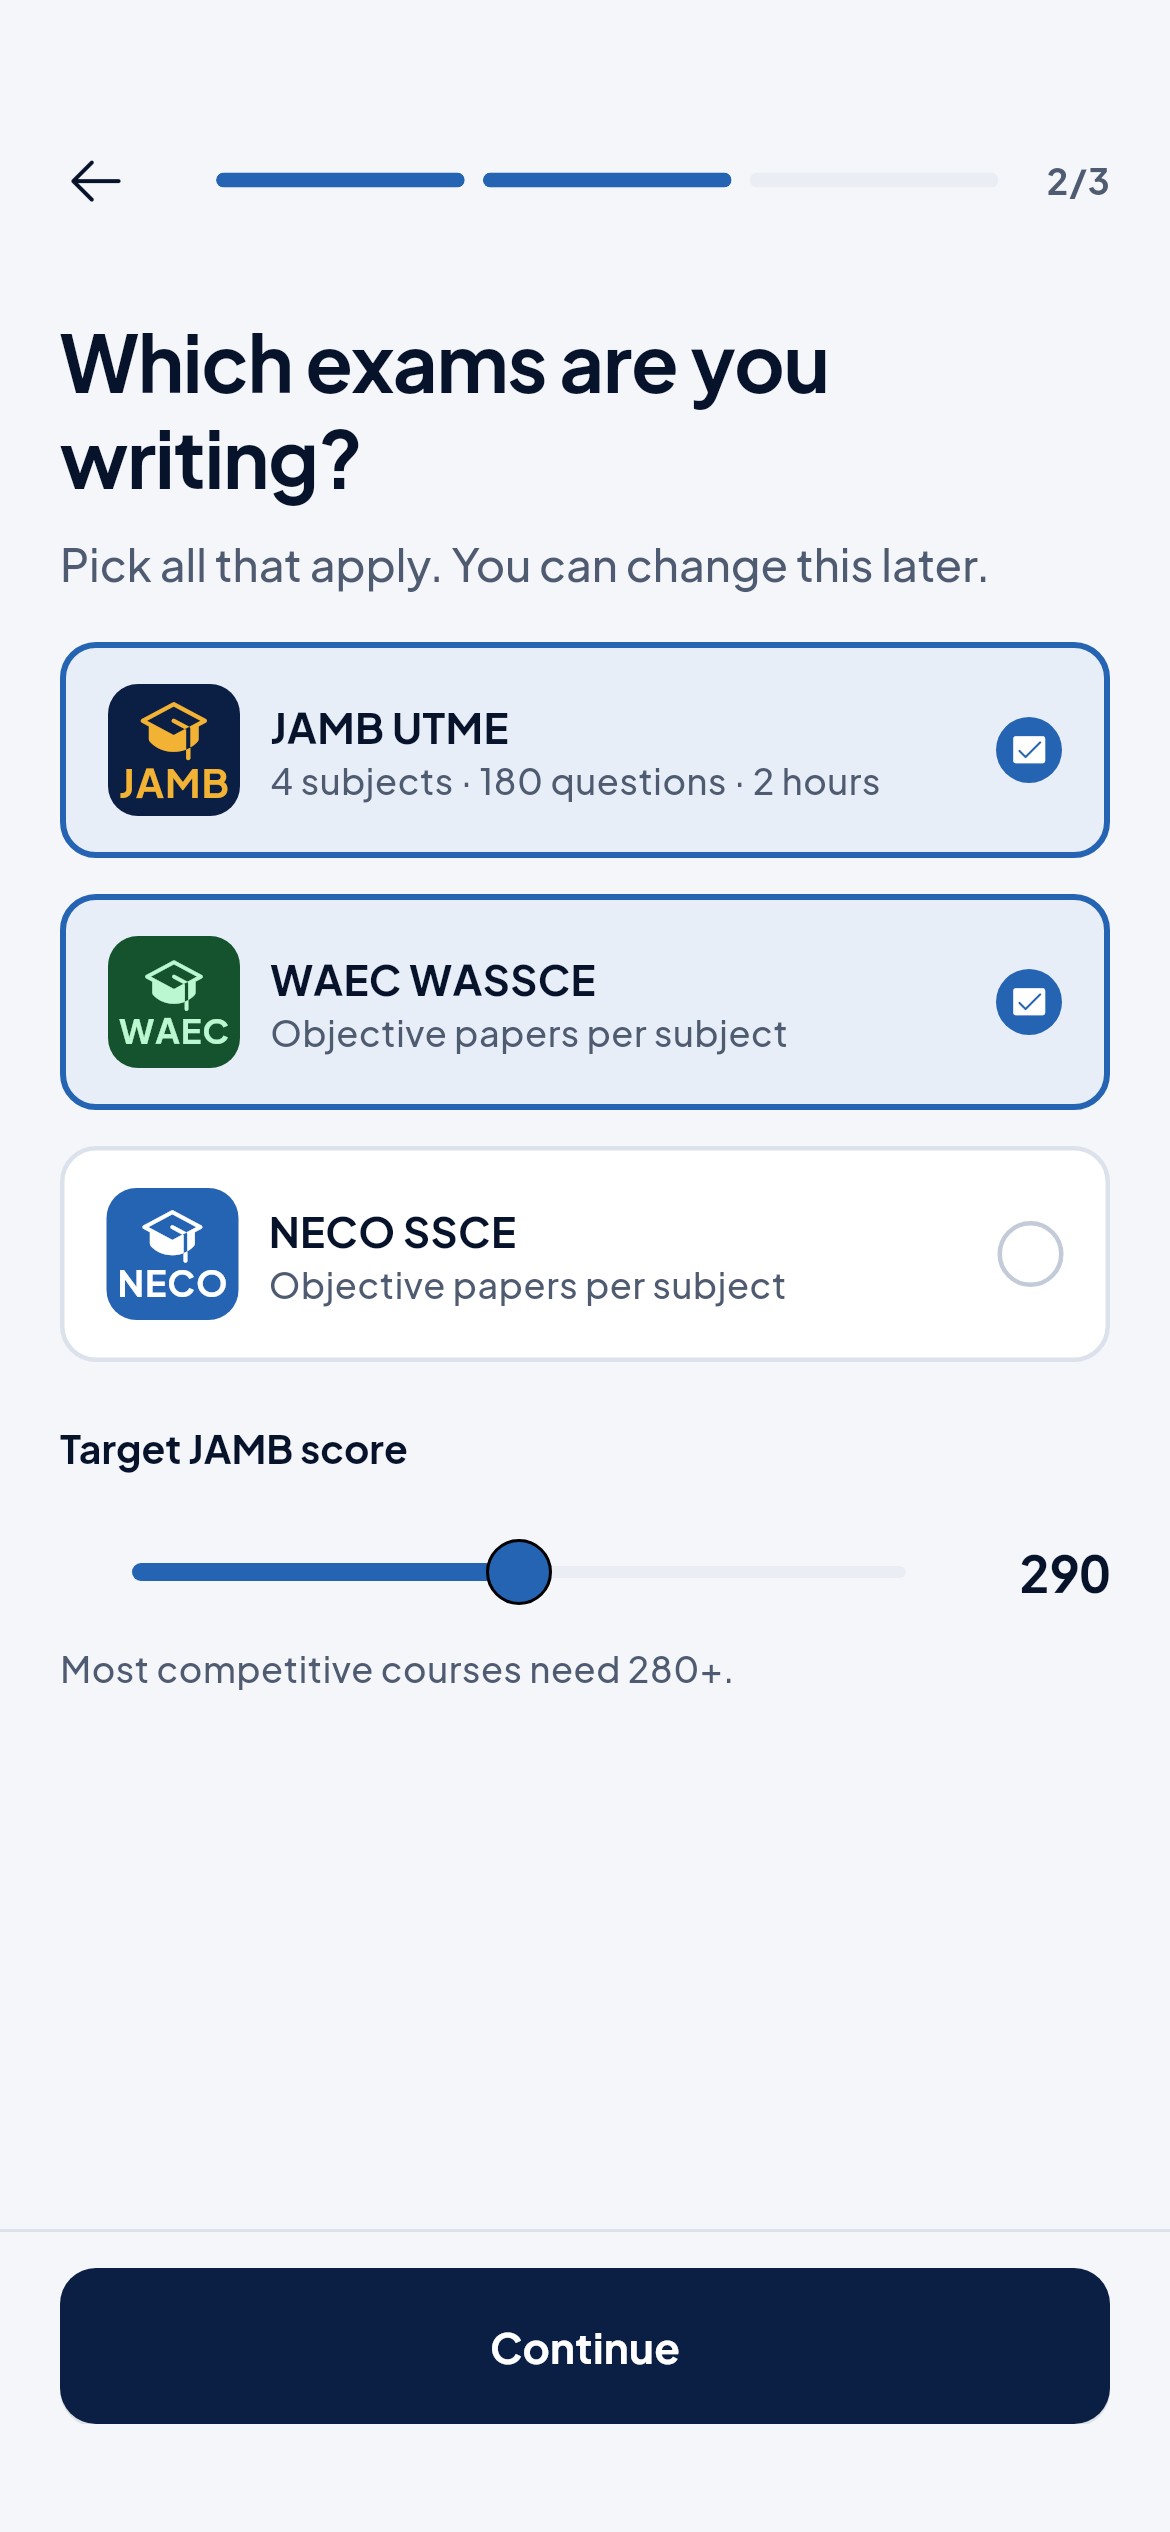 2/3
Which exams are you
writing?
Pick all that apply. You can change this later.
JAMB
JAMB UTME
4 subjects · 180 questions · 2 hours
WAEC
WAEC WASSCE
Objective papers per subject
NECO
NECO SSCE
Objective papers per subject
Target JAMB score
290
Most competitive courses need 280+.
Continue